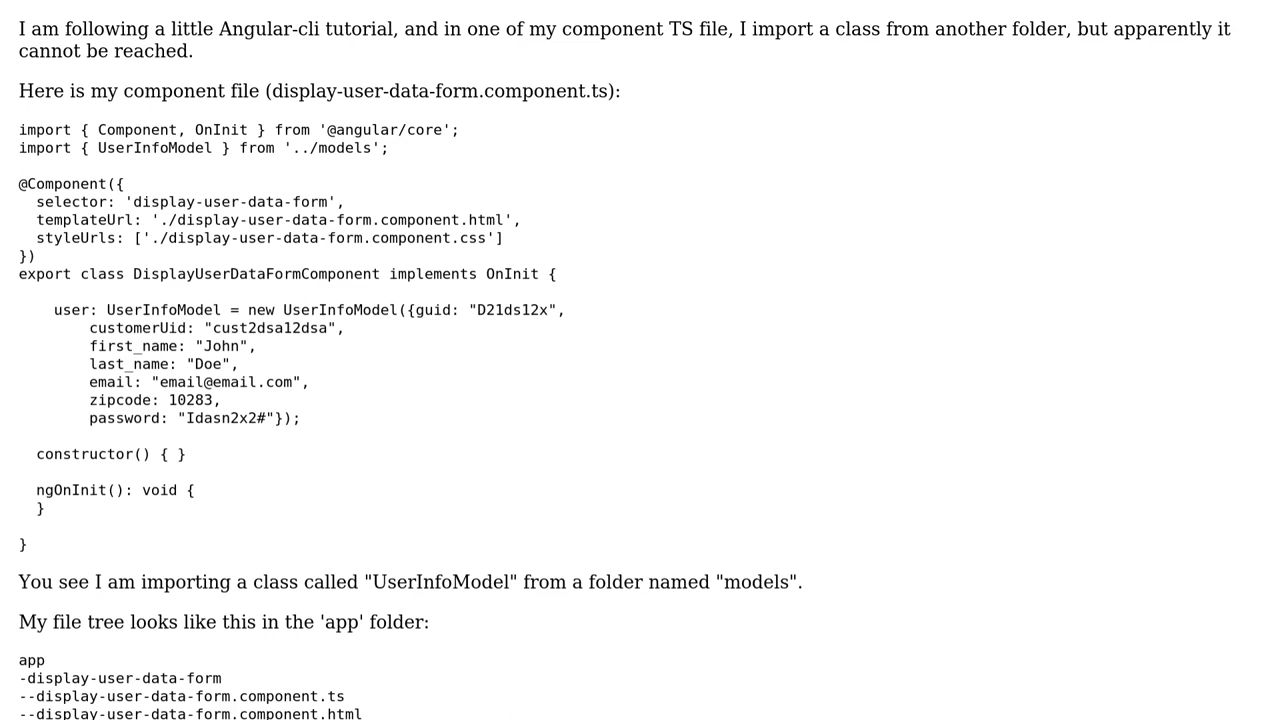 I am following a little Angular-cli tutorial, and in one of my component TS file, I import a class from another folder, but apparently it
cannot be reached.
Here is my component file (display-user-data-form.component.ts):
import { Component, OnInit } from '@angular/core';
import { UserInfoModel } from '../models';
@Component({
  selector: 'display-user-data-form',
  templateUrl: './display-user-data-form.component.html',
  styleUrls: ['./display-user-data-form.component.css']
})
export class DisplayUserDataFormComponent implements OnInit {
    user: UserInfoModel = new UserInfoModel({guid: "D21ds12x",
        customerUid: "cust2dsa12dsa",
        first_name: "John",
        last_name: "Doe",
        email: "email@email.com",
        zipcode: 10283,
        password: "Idasn2x2#"});
  constructor() { }
  ngOnInit(): void {
  }
}
You see I am importing a class called "UserInfoModel" from a folder named "models".
My file tree looks like this in the 'app' folder:
app
-display-user-data-form
--display-user-data-form.component.ts
--display-user-data-form.component.html